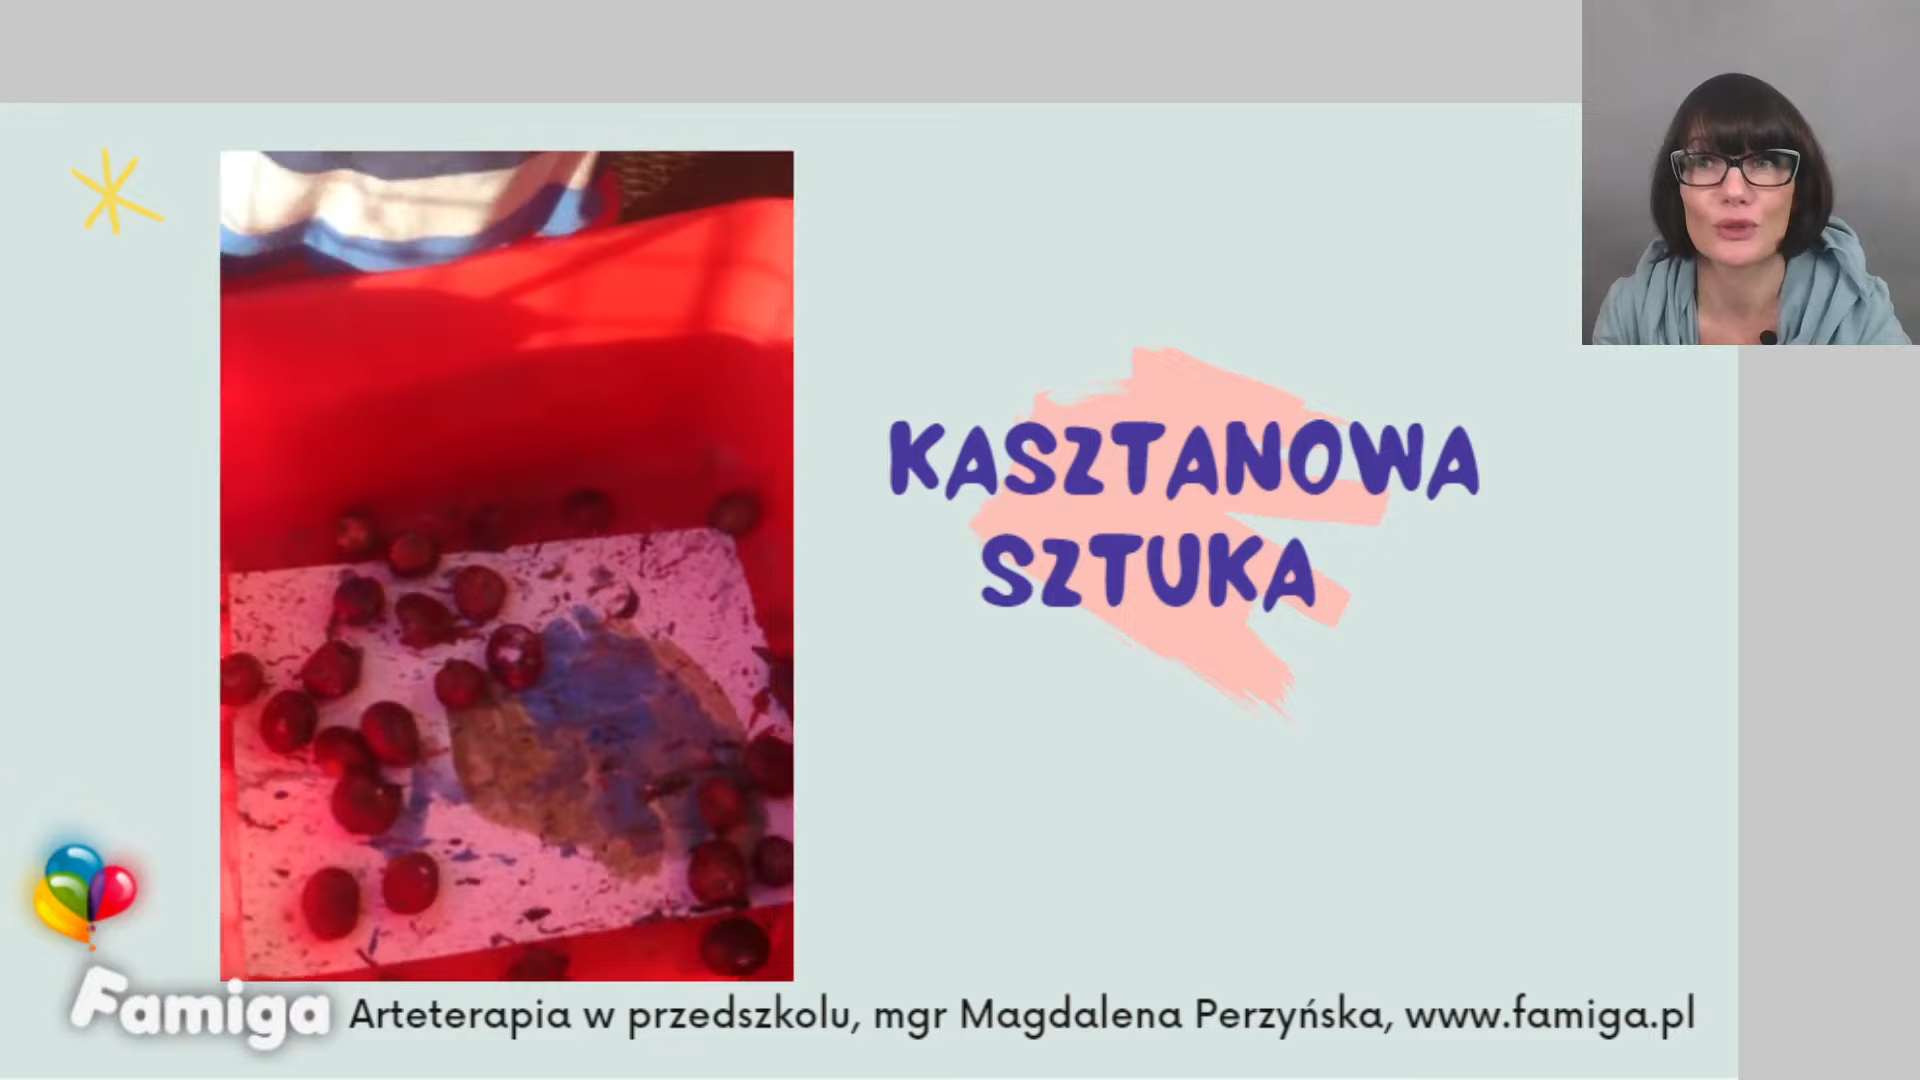 KASZTANOWA
SZTUKA
Famiga
Arteterapia w przedszkolu, mgr Magdalena Perzyńska, www.famiga.pl